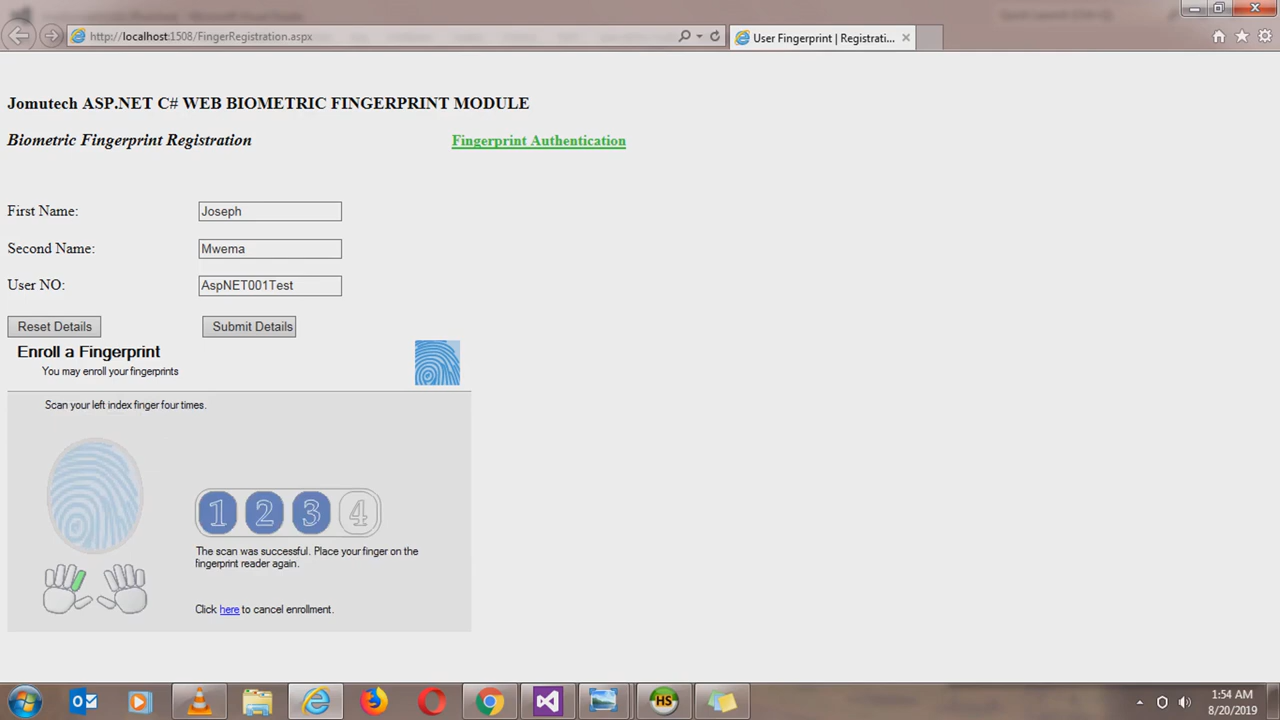 http://localhost:1508/FingerRegistration.aspx
User Fingerprint | Registrati...
Jomutech ASP.NET C# WEB BIOMETRIC FINGERPRINT MODULE
Biometric Fingerprint Registration
Fingerprint Authentication
First Name:
Joseph
Second Name:
Mwema
User NO:
AspNET001Test
Reset Details
Submit Details
Enroll a Fingerprint
You may enroll your fingerprints
Scan your left index finger four times.
1 2 3 4
The scan was successful. Place your finger on the
fingerprint reader again.
Click here to cancel enrollment.
HS
1:54 AM
8/20/2019